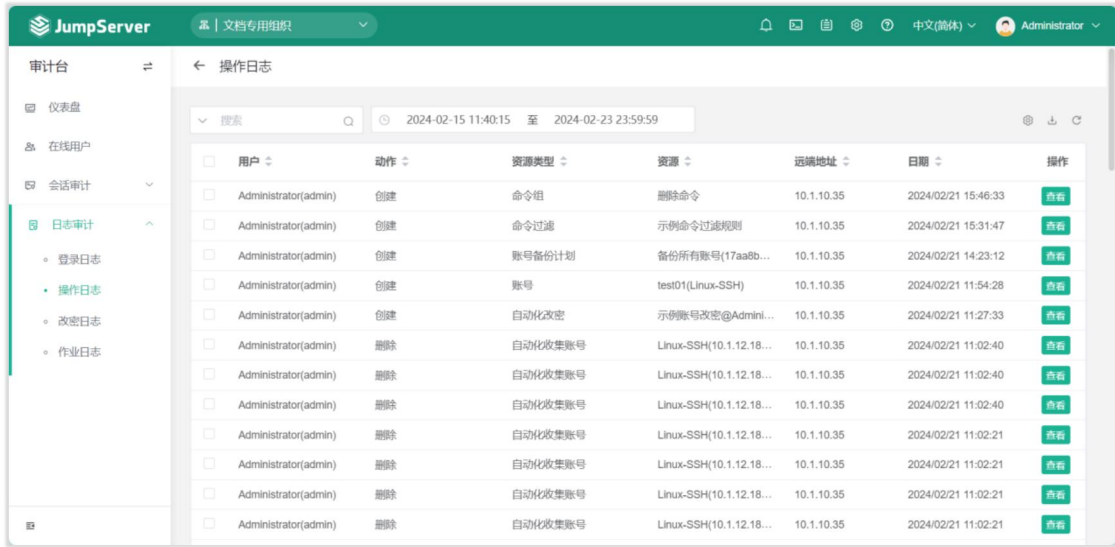 JumpServer 文档专用组织 中文(简体) Administrator
审计台
操作日志
仪表盘
在线用户
会话审计
日志审计
登录日志
操作日志
改密日志
作业日志
搜索 2024-02-15 11:40:15 至 2024-02-23 23:59:59
用户 动作 资源类型 资源 远端地址 日期 操作
Administrator(admin) 创建 命令组 删除命令 10.1.10.35 2024/02/21 15:46:33 查看
Administrator(admin) 创建 命令过滤 示例命令过滤规则 10.1.10.35 2024/02/21 15:31:47 查看
Administrator(admin) 创建 账号备份计划 备份所有账号(17aa8b... 10.1.10.35 2024/02/21 14:23:12 查看
Administrator(admin) 创建 账号 test01(Linux-SSH) 10.1.10.35 2024/02/21 11:54:28 查看
Administrator(admin) 创建 自动化改密 示例账号改密@Admini... 10.1.10.35 2024/02/21 11:27:33 查看
Administrator(admin) 删除 自动化收集账号 Linux-SSH(10.1.12.18... 10.1.10.35 2024/02/21 11:02:40 查看
Administrator(admin) 删除 自动化收集账号 Linux-SSH(10.1.12.18... 10.1.10.35 2024/02/21 11:02:40 查看
Administrator(admin) 删除 自动化收集账号 Linux-SSH(10.1.12.18... 10.1.10.35 2024/02/21 11:02:40 查看
Administrator(admin) 删除 自动化收集账号 Linux-SSH(10.1.12.18... 10.1.10.35 2024/02/21 11:02:21 查看
Administrator(admin) 删除 自动化收集账号 Linux-SSH(10.1.12.18... 10.1.10.35 2024/02/21 11:02:21 查看
Administrator(admin) 删除 自动化收集账号 Linux-SSH(10.1.12.18... 10.1.10.35 2024/02/21 11:02:21 查看
Administrator(admin) 删除 自动化收集账号 Linux-SSH(10.1.12.18... 10.1.10.35 2024/02/21 11:02:21 查看